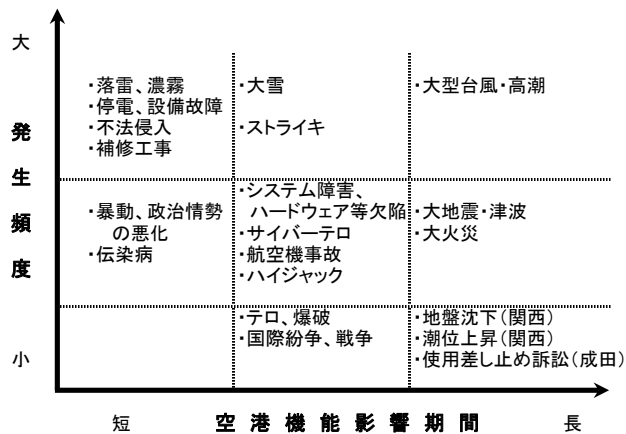 大
発
生
頻
度
小
・落雷、濃霧
・停電、設備故障
・不法侵入
・補修工事
・大雪
・ストライキ
・大型台風・高潮
・暴動、政治情勢
の悪化
・伝染病
・システム障害、
ハードウェア等欠陥
・サイバーテロ
・航空機事故
・ハイジャック
・大地震・津波
・大火災
・テロ、爆破
・国際紛争、戦争
・地盤沈下(関西)
・潮位上昇(関西)
・使用差し止め訴訟(成田)
短 空港機能影響期間 長